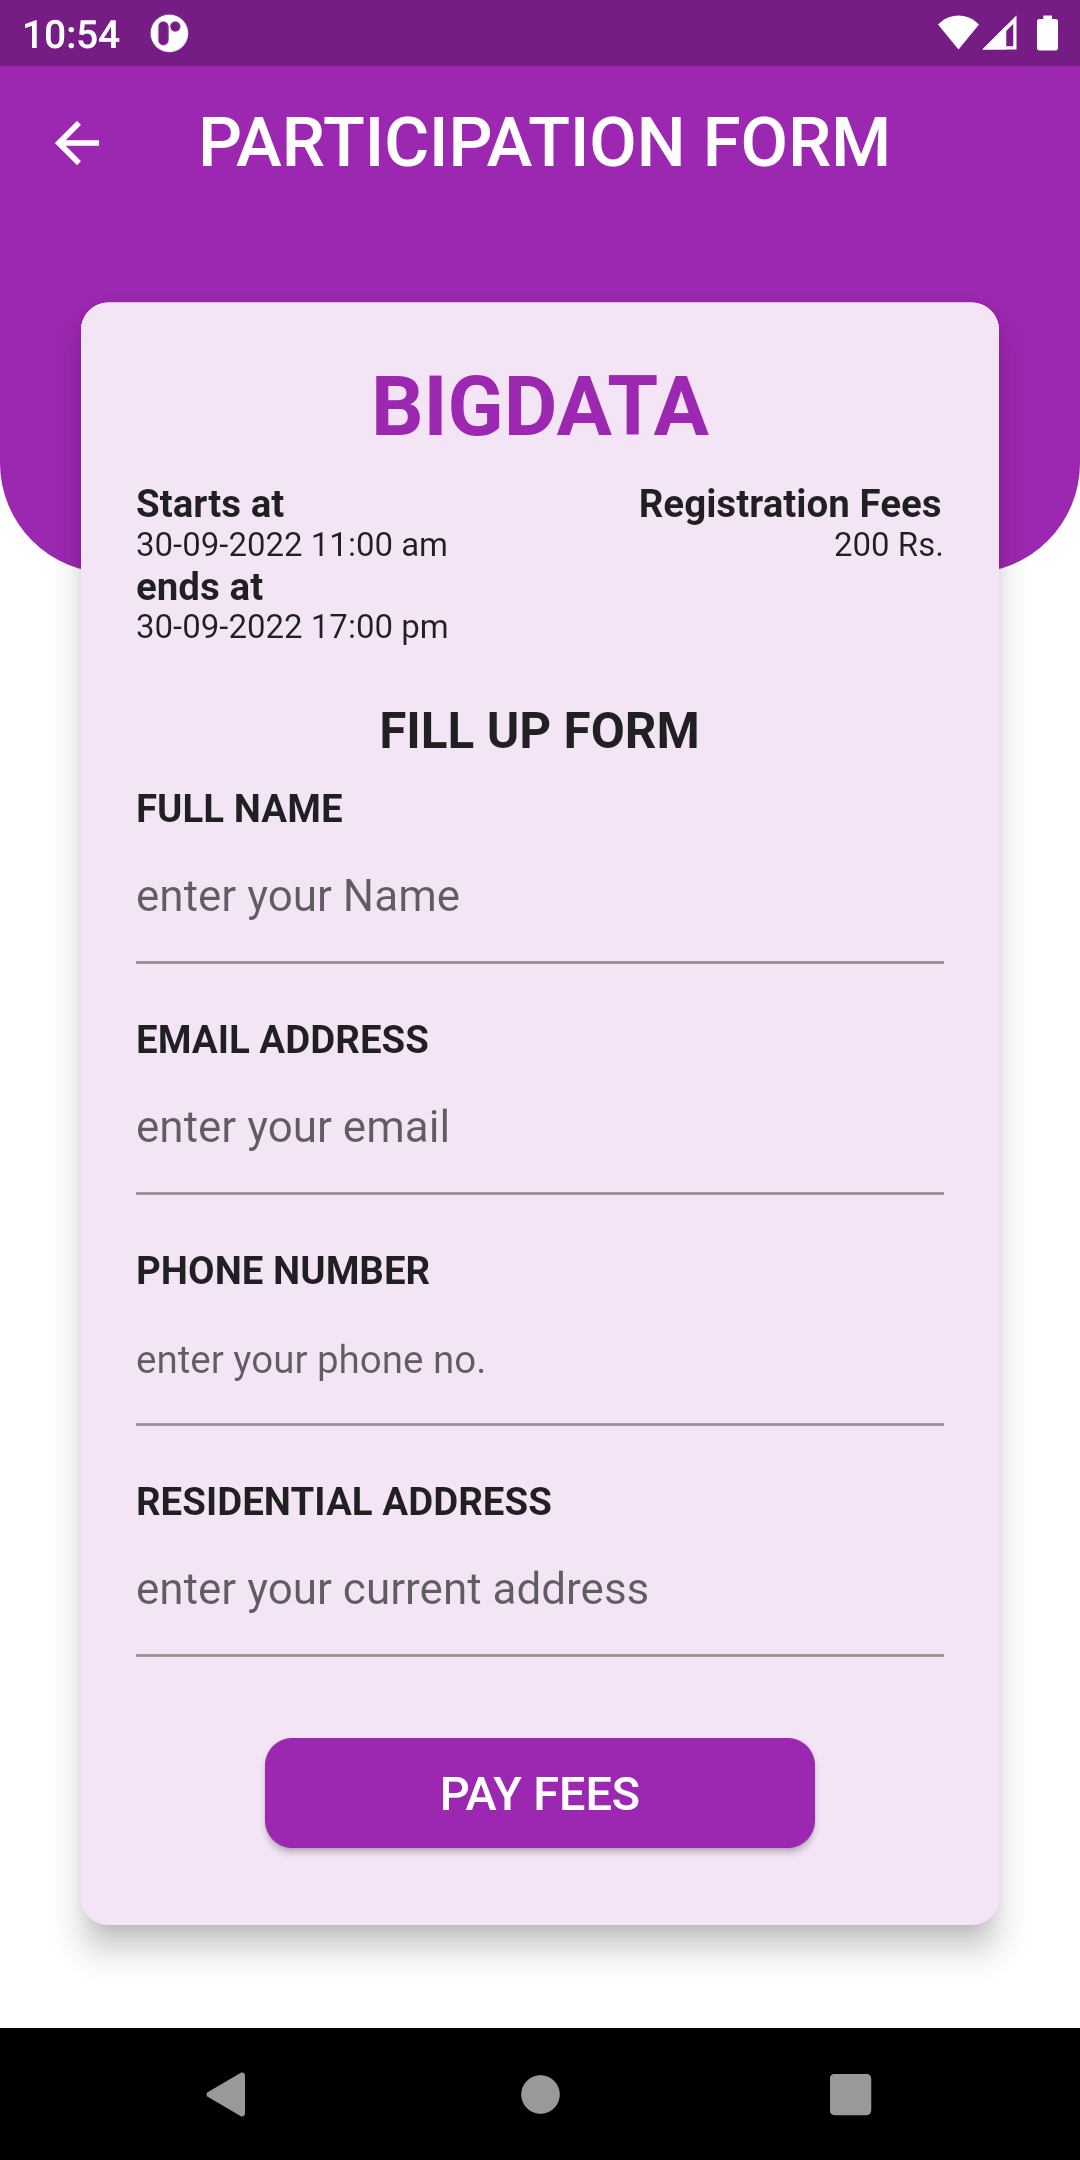 10:54
PARTICIPATION FORM
BIGDATA
Starts at
Registration Fees
30-09-2022 11:00 am
200 Rs.
ends at
30-09-2022 17:00 pm
FILL UP FORM
FULL NAME
enter your Name
EMAIL ADDRESS
enter your email
PHONE NUMBER
enter your phone no.
RESIDENTIAL ADDRESS
enter your current address
PAY FEES